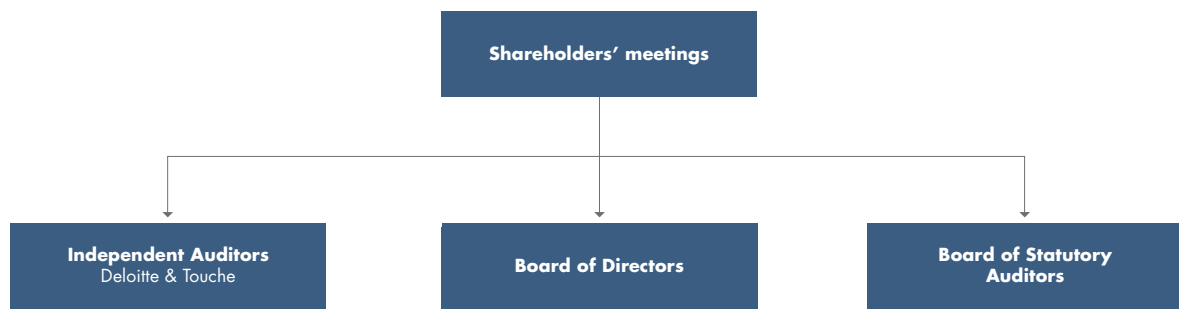 Shareholders’ meetings
Independent Auditors
Deloitte & Touche
Board of Directors
Board of Statutory
Auditors